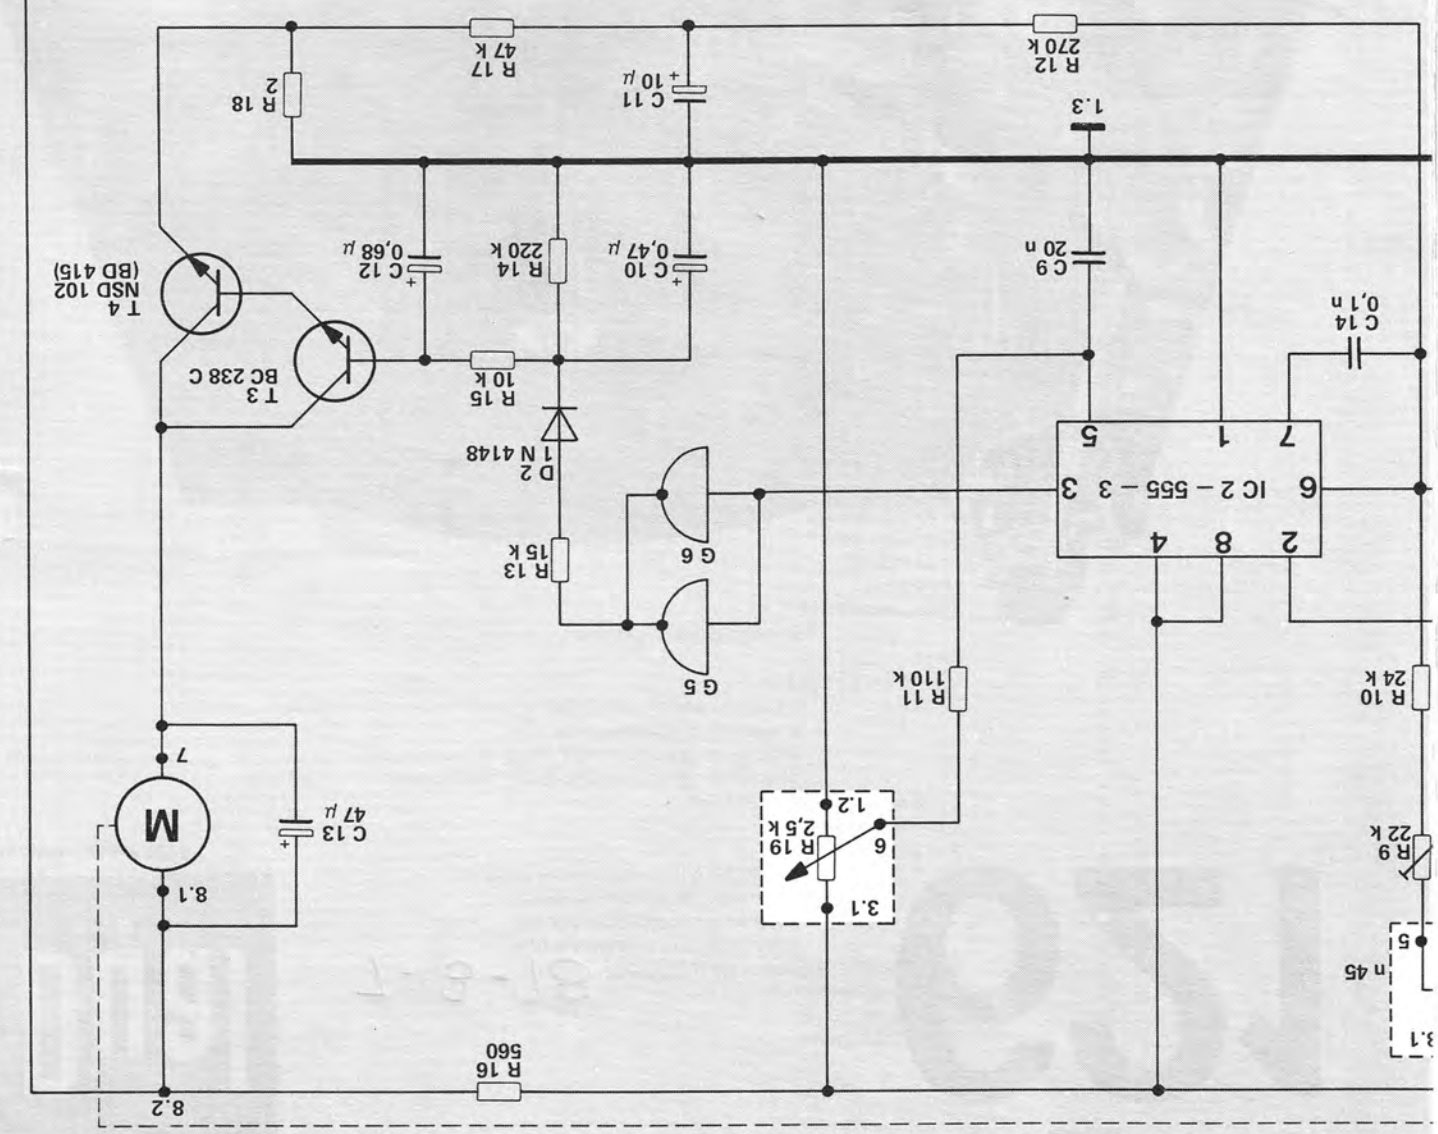 8.2
R 16
560
3.1
n 45
5
3.1
8.1
R 9
22 k
6
R 19
2,5 k
1.2
+
C 13
47 µ
M
7
R 10
24 k
R 11
110 k
G 5
G 6
R 13
15 k
2 8 4
6 IC 2 – 555 – 3 3
7 1 5
D 2
1 N 4148
R 15
10 k
T 3
BC 238 C
C 14
0,1 n
T 4
NSD 102
(BD 415)
C 9
20 n
+
C 10
0,47 µ
R 14
220 k
+
C 12
0,68 µ
1.3
C 11
+ 10 µ
R 18
2
R 12
270 k
R 17
47 k